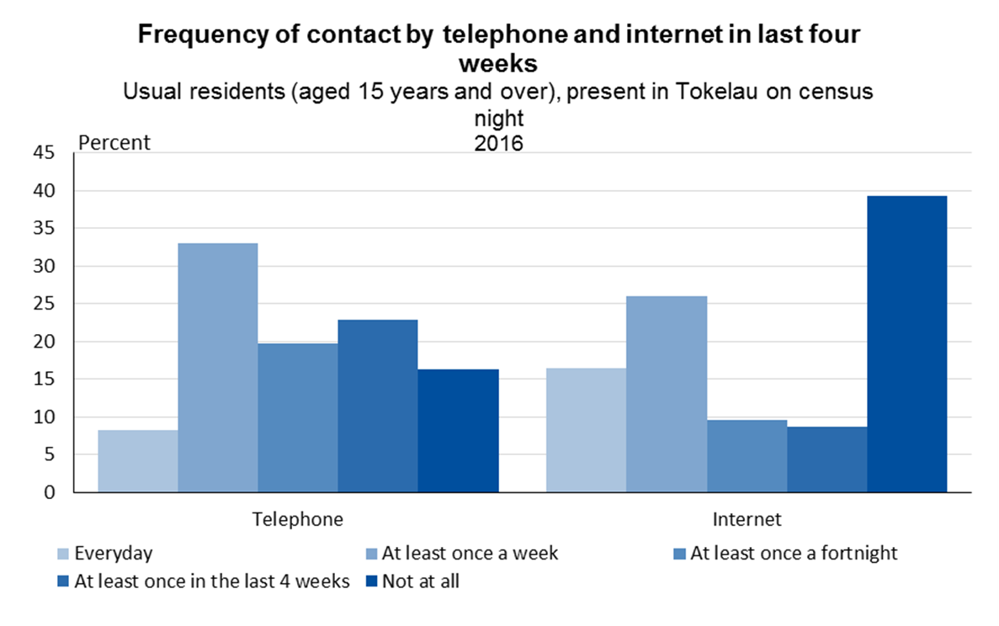 Frequency of contact by telephone and internet in last four
weeks
Usual residents (aged 15 years and over), present in Tokelau on census
night
2016
Percent
45
40
35
30
25
20
15
10
5
0
Telephone
Internet
Everyday
At least once a week
At least once a fortnight
At least once in the last 4 weeks
Not at all